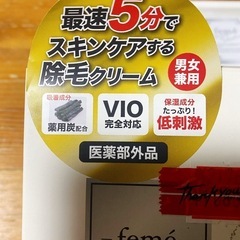 最速5分で
スキンケアする
除毛クリーム
男女
兼用
吸着成分
薬用炭配合
VIO
完全対応
保湿成分
たっぷり!
低刺激
医薬部外品
femé